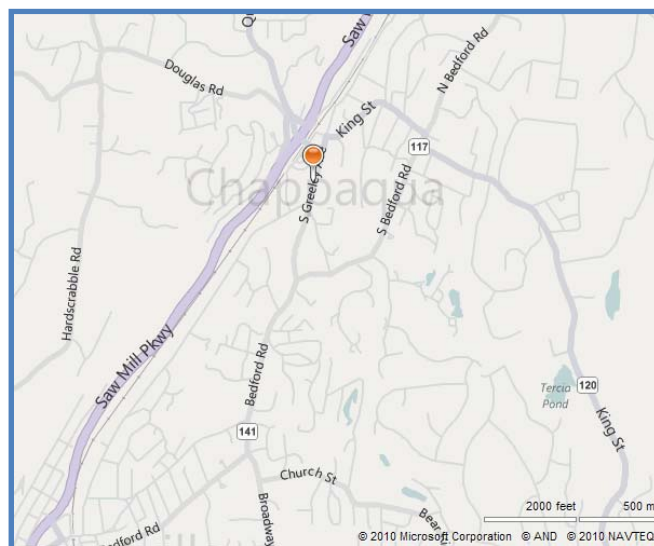 Saw
Douglas Rd
King St
N Bedford Rd
117
Chappaqua
S Greeley
S Bedford Rd
Hardscrabble Rd
Saw Mill Pkwy
Bedford Rd
120
Tercia
Pond
King St
141
Church St
Broadway
edford Rd
Bear
2000 feet
500 m
© 2010 Microsoft Corporation © AND © 2010 NAVTEQ